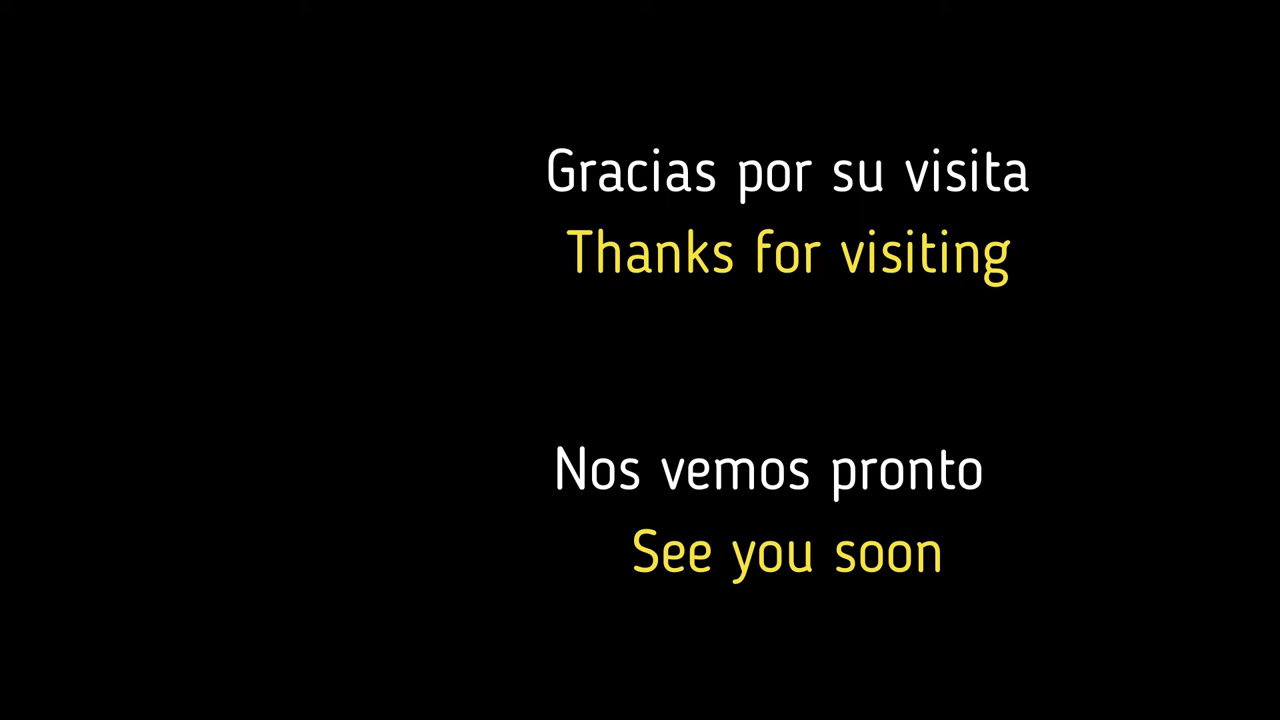 Gracias por su visita
Thanks for visiting
Nos vemos pronto
See you soon